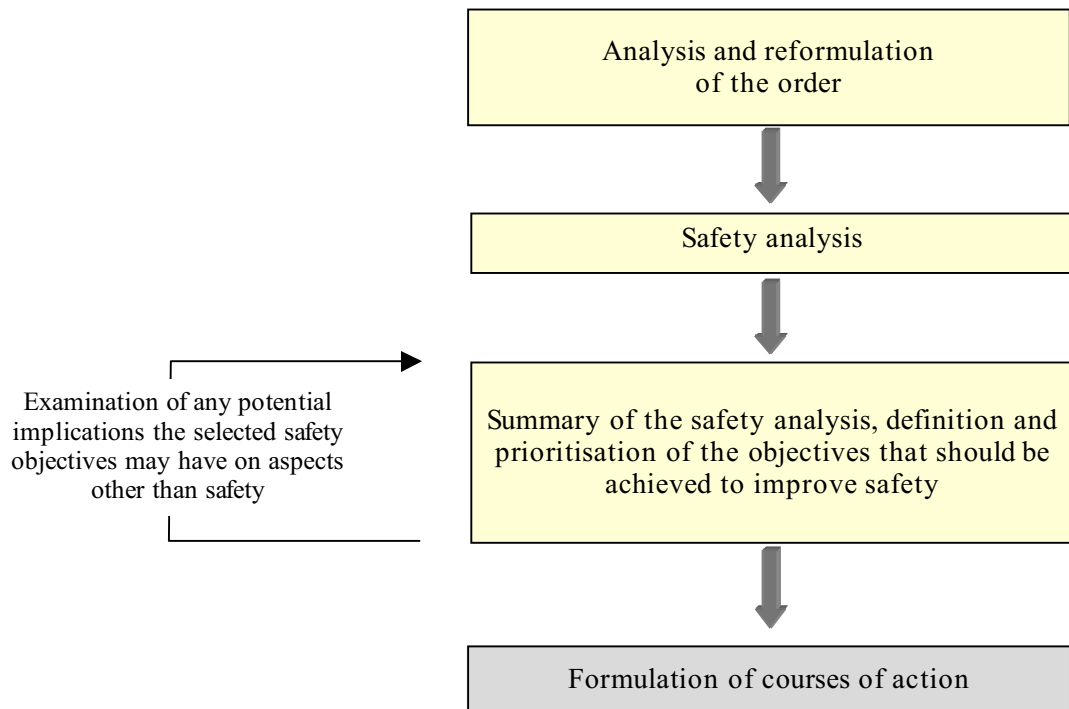 Analysis and reformulation
of the order
Safety analysis
Examination of any potential
implications the selected safety
objectives may have on aspects
other than safety
Summary of the safety analysis, definition and
prioritisation of the objectives that should be
achieved to improve safety
Formulation of courses of action